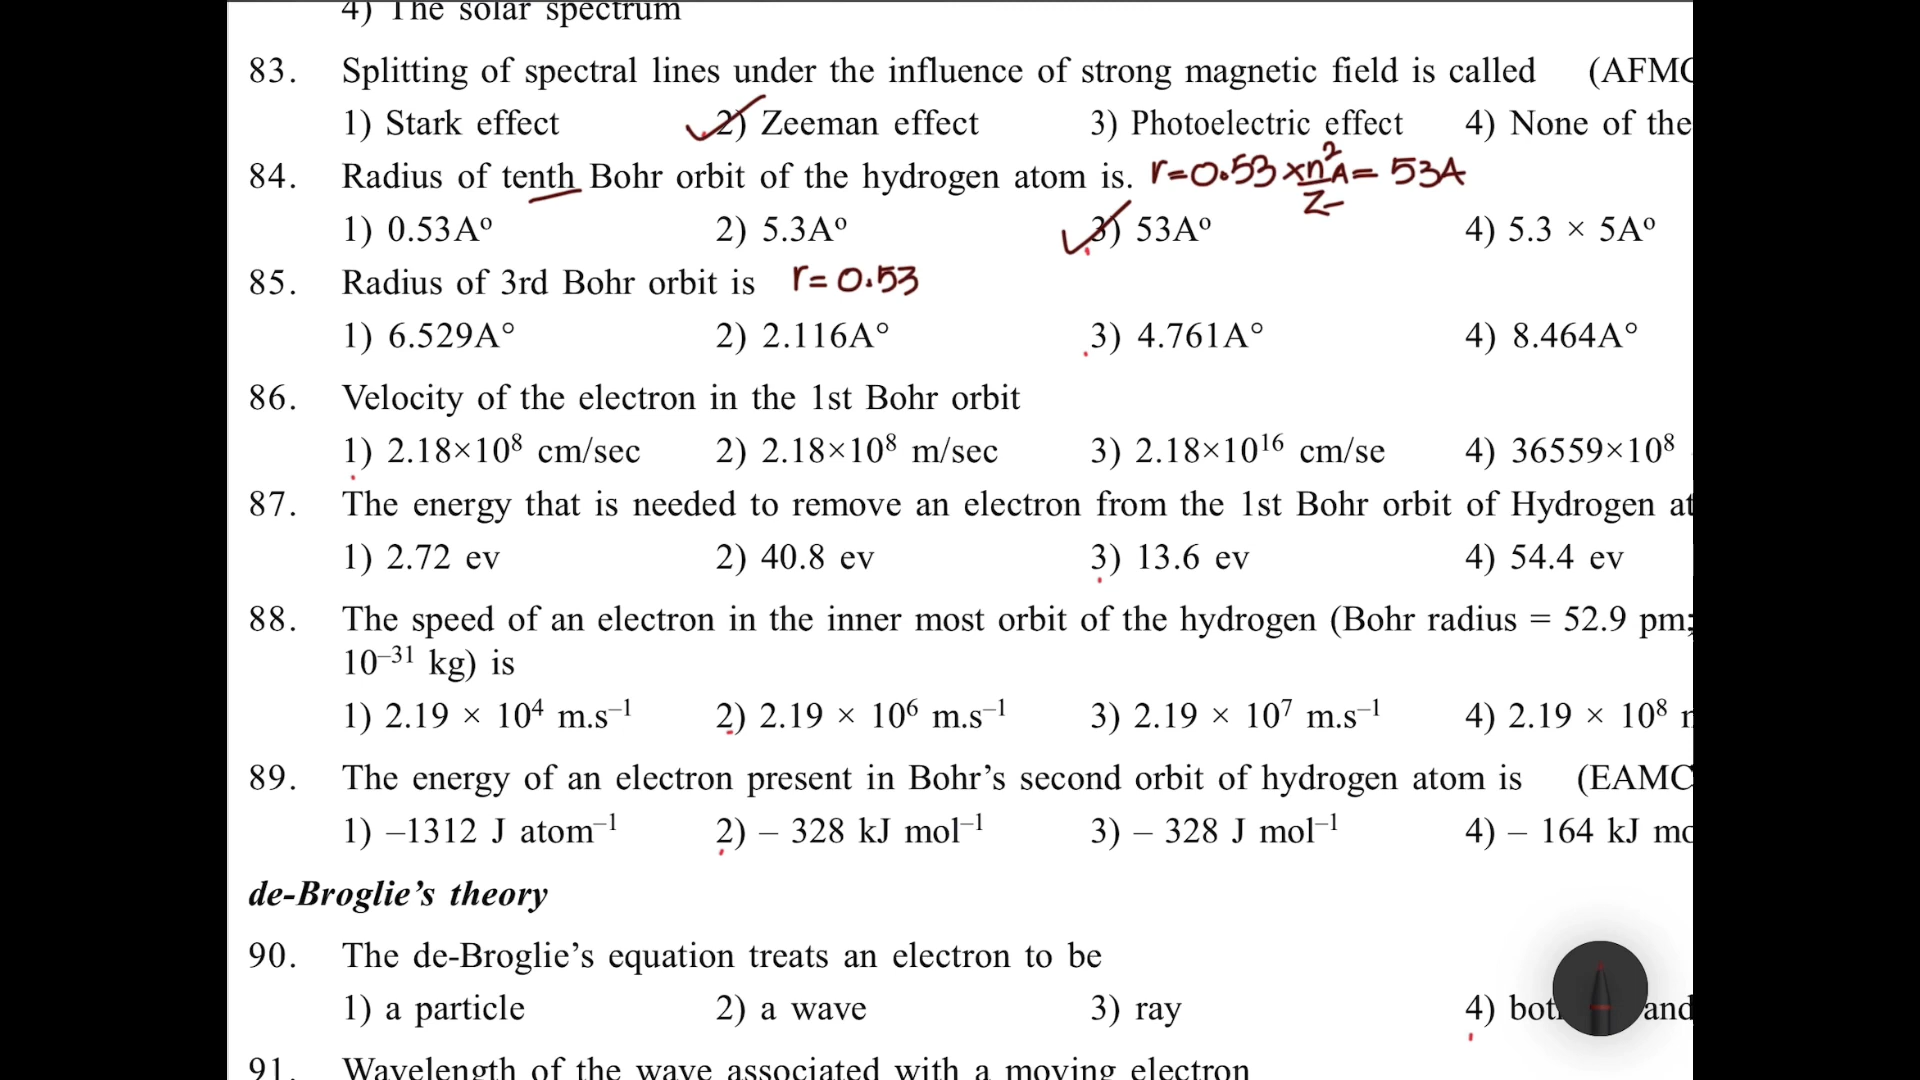 4) The solar spectrum
83. Splitting of spectral lines under the influence of strong magnetic field is called (AFMC
1) Stark effect 2) Zeeman effect 3) Photoelectric effect 4) None of the
84. Radius of tenth Bohr orbit of the hydrogen atom is. r=0.53 × n²/Z A = 53A
1) 0.53Aº 2) 5.3Aº 3) 53Aº 4) 5.3 × 5Aº
85. Radius of 3rd Bohr orbit is r= 0.53
1) 6.529A° 2) 2.116A° 3) 4.761A° 4) 8.464A°
86. Velocity of the electron in the 1st Bohr orbit
1) 2.18×10⁸ cm/sec 2) 2.18×10⁸ m/sec 3) 2.18×10¹⁶ cm/se 4) 36559×10⁸
87. The energy that is needed to remove an electron from the 1st Bohr orbit of Hydrogen at
1) 2.72 ev 2) 40.8 ev 3) 13.6 ev 4) 54.4 ev
88. The speed of an electron in the inner most orbit of the hydrogen (Bohr radius = 52.9 pm;
10⁻³¹ kg) is
1) 2.19 × 10⁴ m.s⁻¹ 2) 2.19 × 10⁶ m.s⁻¹ 3) 2.19 × 10⁷ m.s⁻¹ 4) 2.19 × 10⁸
89. The energy of an electron present in Bohr’s second orbit of hydrogen atom is (EAMC
1) –1312 J atom⁻¹ 2) – 328 kJ mol⁻¹ 3) – 328 J mol⁻¹ 4) – 164 kJ mo
de-Broglie’s theory
90. The de-Broglie’s equation treats an electron to be
1) a particle 2) a wave 3) ray 4) and
91. Wavelength of the wave associated with a moving electron